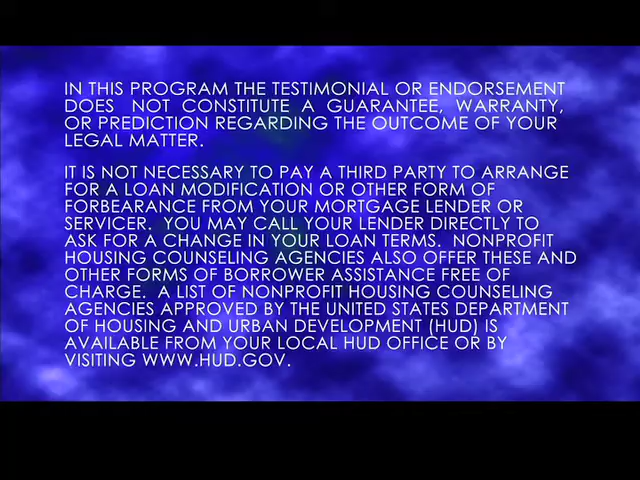 IN THIS PROGRAM THE TESTIMONIAL OR ENDORSEMENT
DOES NOT CONSTITUTE A GUARANTEE, WARRANTY,
OR PREDICTION REGARDING THE OUTCOME OF YOUR
LEGAL MATTER.
IT IS NOT NECESSARY TO PAY A THIRD PARTY TO ARRANGE
FOR A LOAN MODIFICATION OR OTHER FORM OF
FORBEARANCE FROM YOUR MORTGAGE LENDER OR
SERVICER. YOU MAY CALL YOUR LENDER DIRECTLY TO
ASK FOR A CHANGE IN YOUR LOAN TERMS. NONPROFIT
HOUSING COUNSELING AGENCIES ALSO OFFER THESE AND
OTHER FORMS OF BORROWER ASSISTANCE FREE OF
CHARGE. A LIST OF NONPROFIT HOUSING COUNSELING
AGENCIES APPROVED BY THE UNITED STATES DEPARTMENT
OF HOUSING AND URBAN DEVELOPMENT (HUD) IS
AVAILABLE FROM YOUR LOCAL HUD OFFICE OR BY
VISITING WWW.HUD.GOV.